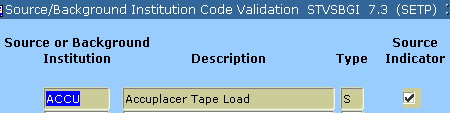 Source/Background Institution Code Validation STVSBGI 7.3 (SETP)
Source or Background Institution Description Type Source Indicator
ACCU Accuplacer Tape Load S